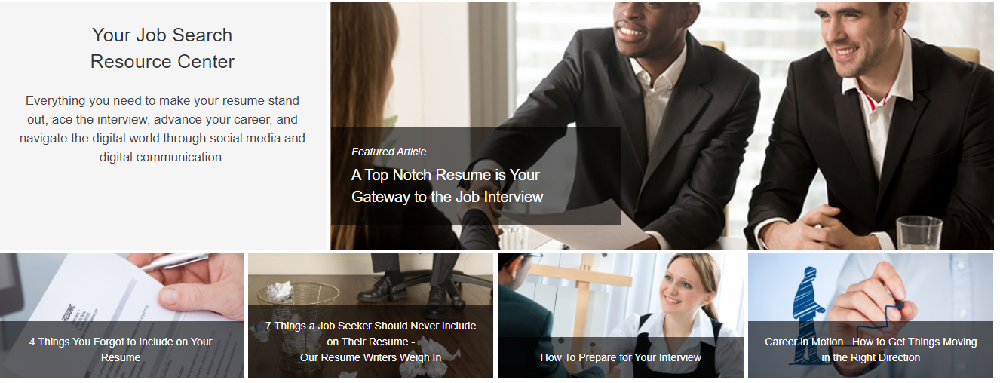 Your Job Search
Resource Center
Everything you need to make your resume stand
out, ace the interview, advance your career, and
navigate the digital world through social media and
digital communication.
Featured Article
A Top Notch Resume is Your
Gateway to the Job Interview
RESUME
4 Things You Forgot to Include on Your
Resume
7 Things a Job Seeker Should Never Include
on Their Resume -
Our Resume Writers Weigh In
How To Prepare for Your Interview
Career in Motion...How to Get Things Moving
in the Right Direction